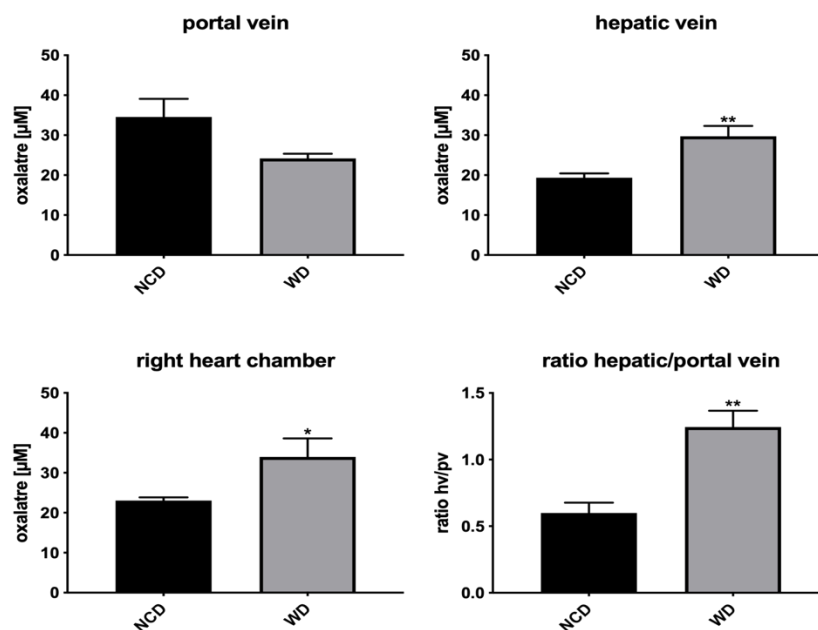 portal vein
oxalatre [µM]
50
40
30
20
10
0
NCD
WD
hepatic vein
oxalatre [µM]
50
40
30
20
10
0
**
NCD
WD
right heart chamber
oxalatre [µM]
50
40
30
20
10
0
*
NCD
WD
ratio hepatic/portal vein
ratio hv/pv
1.5
1.0
0.5
0.0
**
NCD
WD